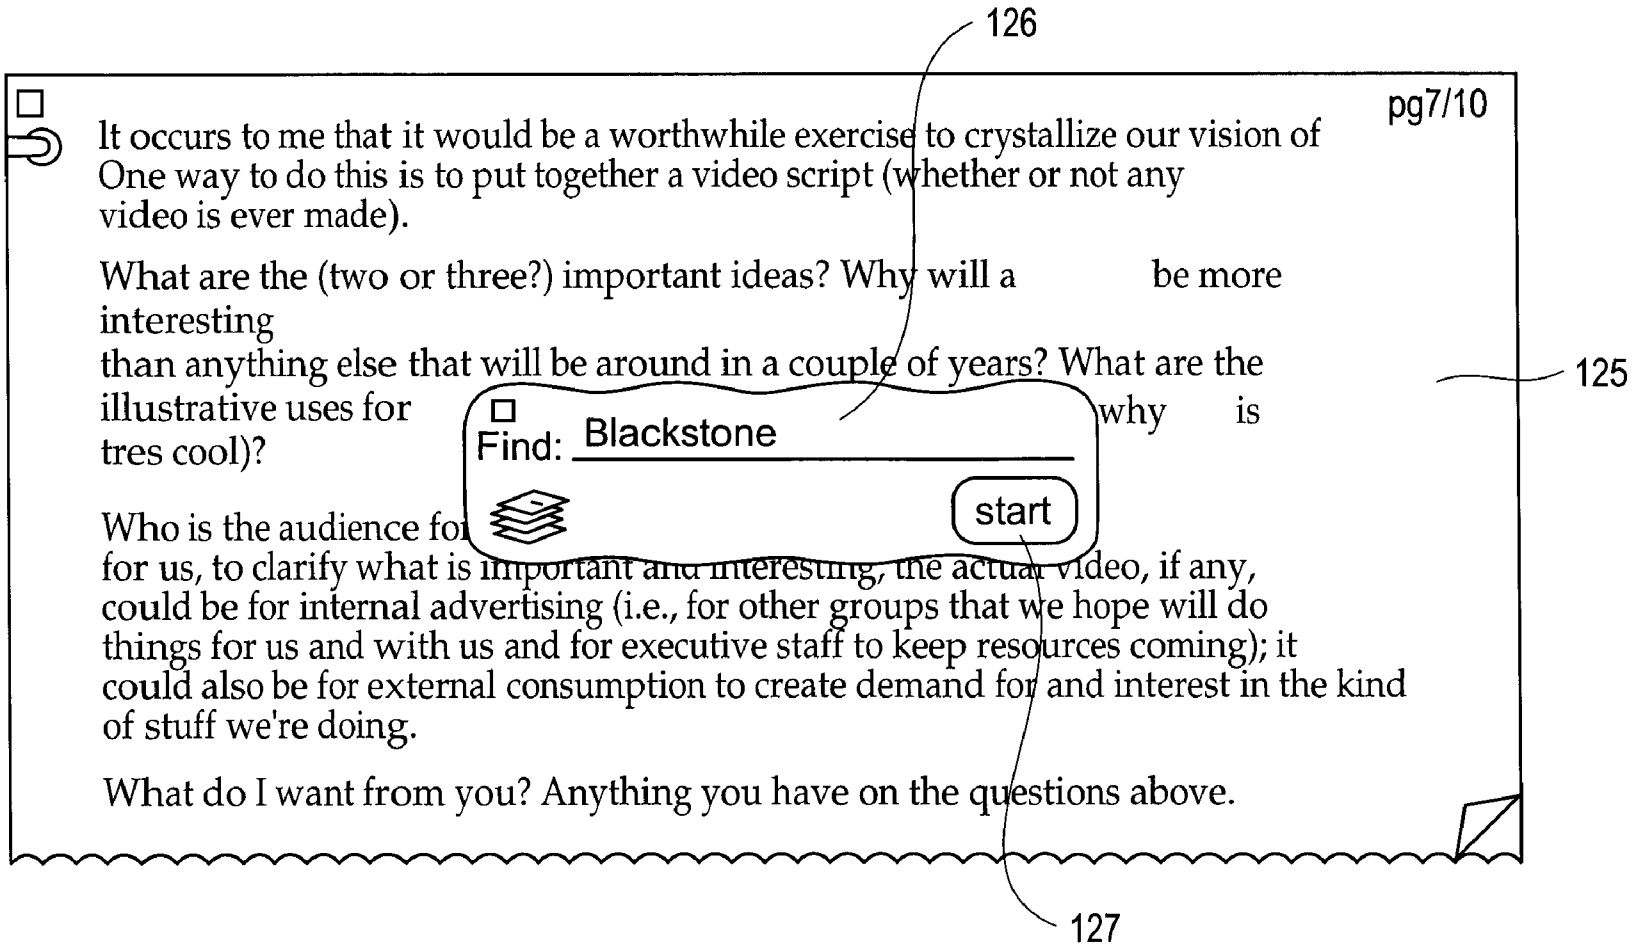 126
pg7/10
It occurs to me that it would be a worthwhile exercise to crystallize our vision of
One way to do this is to put together a video script (whether or not any
video is ever made).
What are the (two or three?) important ideas? Why will a be more
interesting
than anything else that will be around in a couple of years? What are the
125
illustrative uses for why is
tres cool)?
Find: Blackstone
start
Who is the audience for
for us, to clarify what is important and interesting, the actual video, if any,
could be for internal advertising (i.e., for other groups that we hope will do
things for us and with us and for executive staff to keep resources coming); it
could also be for external consumption to create demand for and interest in the kind
of stuff we're doing.
What do I want from you? Anything you have on the questions above.
127